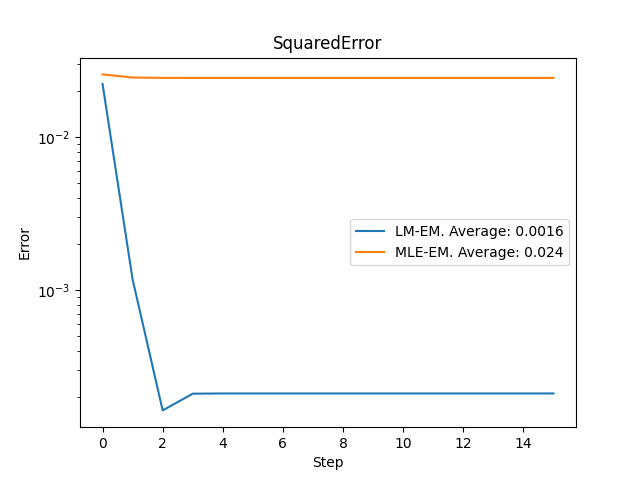 SquaredError
Error
10⁻²
10⁻³
LM-EM. Average: 0.0016
MLE-EM. Average: 0.024
0 2 4 6 8 10 12 14
Step